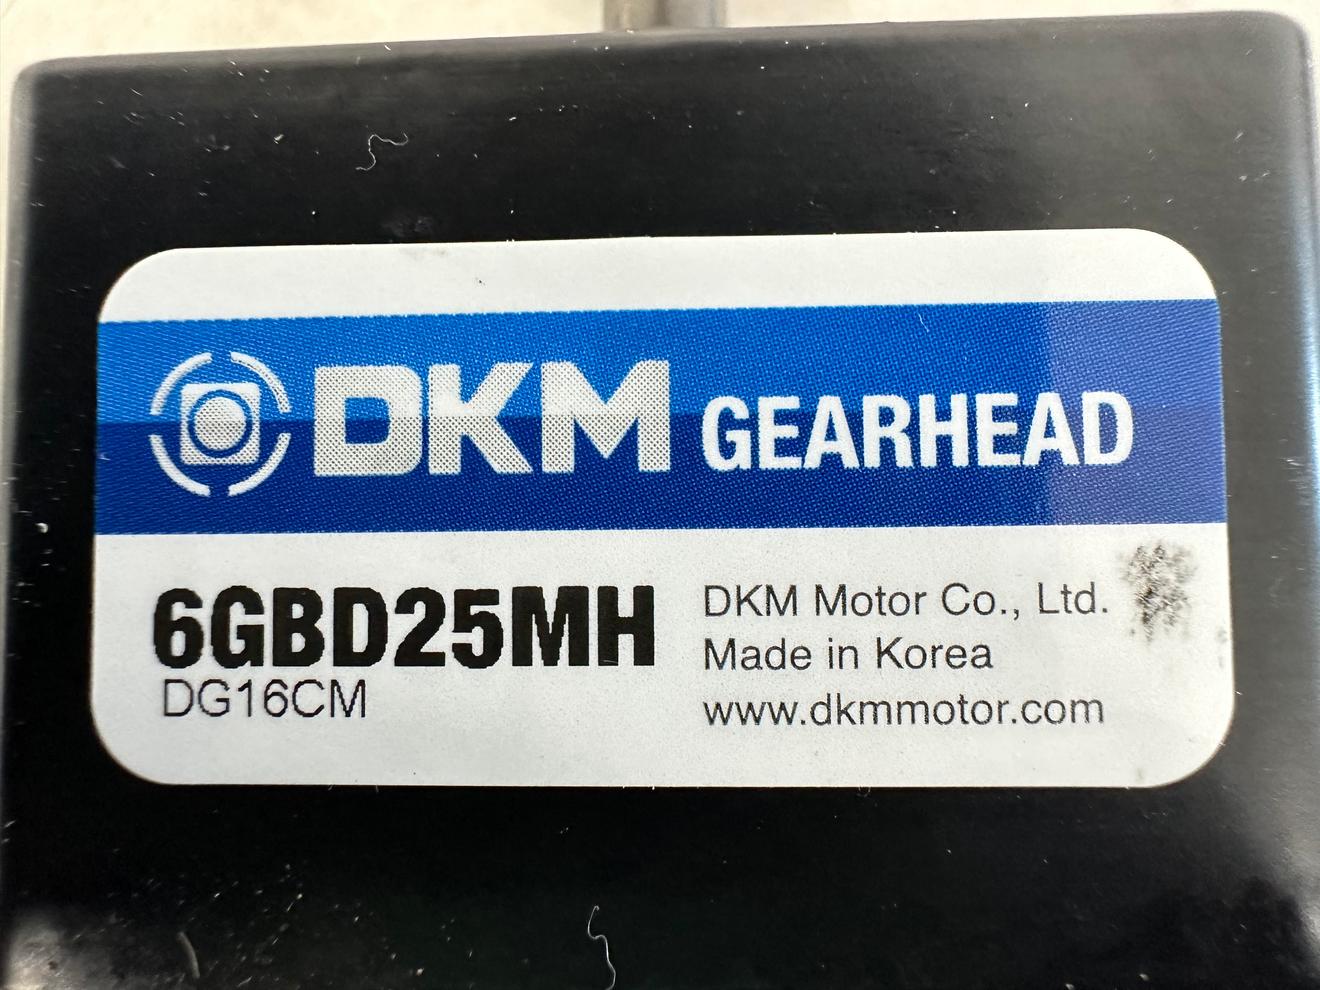 DKM GEARHEAD
6GBD25MH
DG16CM
DKM Motor Co., Ltd.
Made in Korea
www.dkmmotor.com